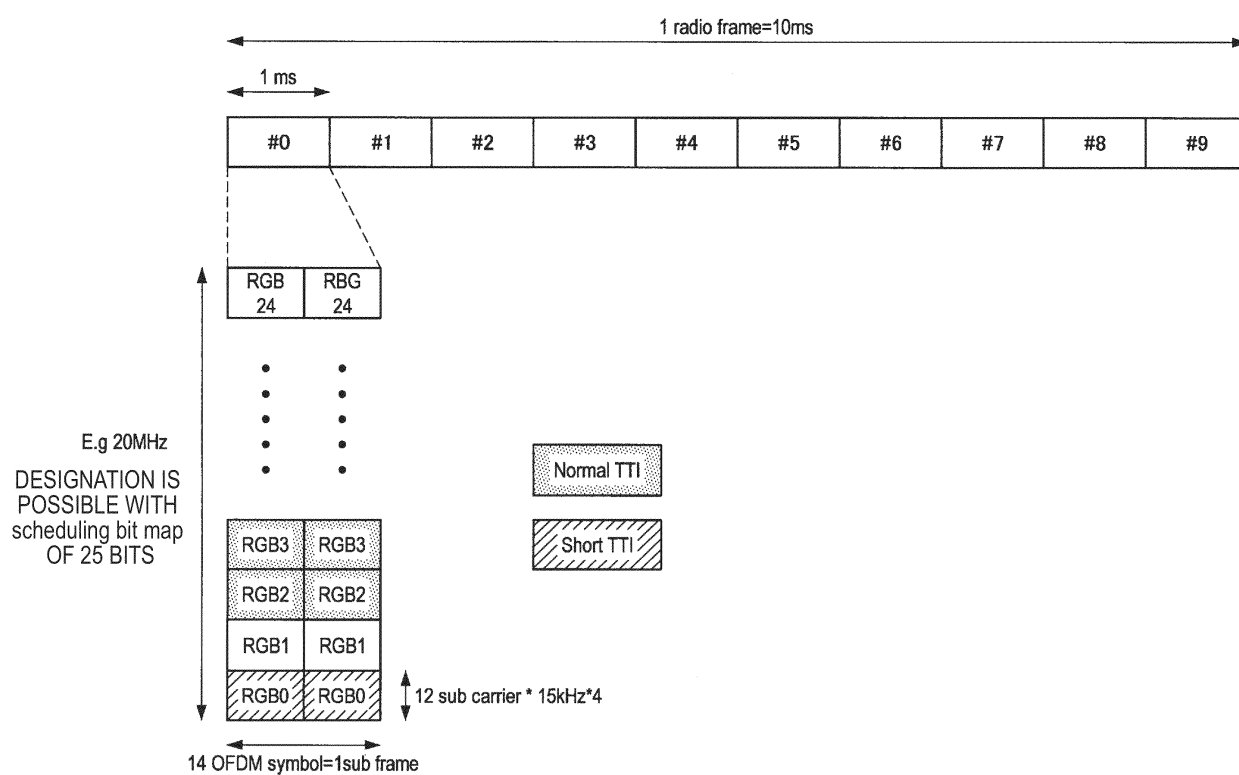 1 radio frame=10ms
1 ms
#0 #1 #2 #3 #4 #5 #6 #7 #8 #9
RGB RBG
24 24
E.g 20MHz
DESIGNATION IS
POSSIBLE WITH
scheduling bit map
OF 25 BITS
Normal TTI
Short TTI
RGB3 RGB3
RGB2 RGB2
RGB1 RGB1
RGB0 RGB0
12 sub carrier * 15kHz*4
14 OFDM symbol=1sub frame